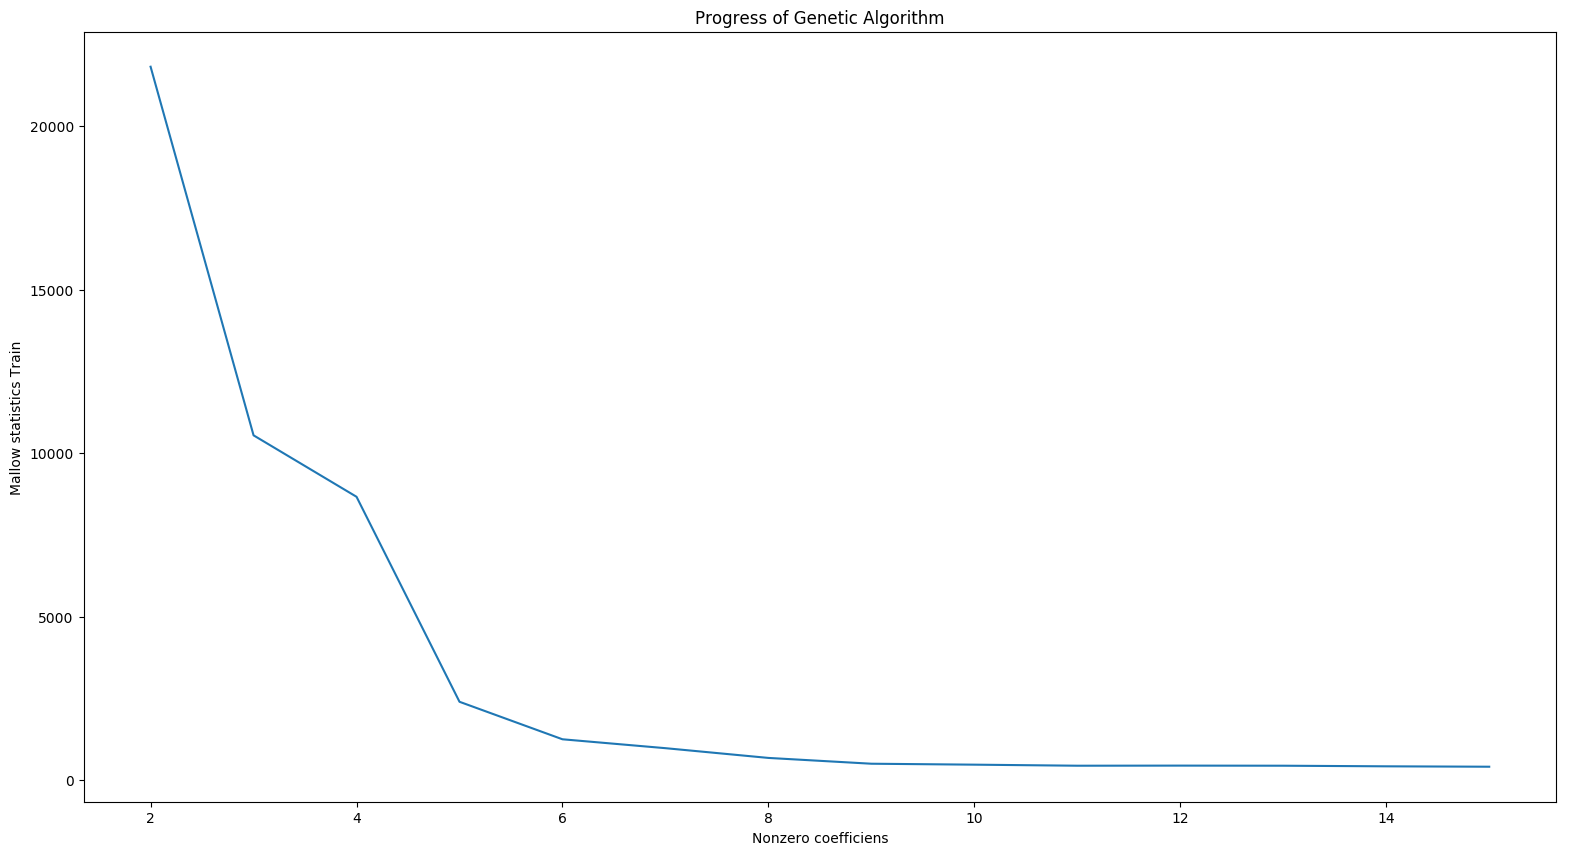 Progress of Genetic Algorithm
20000
15000
10000
5000
0
Mallow statistics Train
2 4 6 8 10 12 14
Nonzero coefficiens